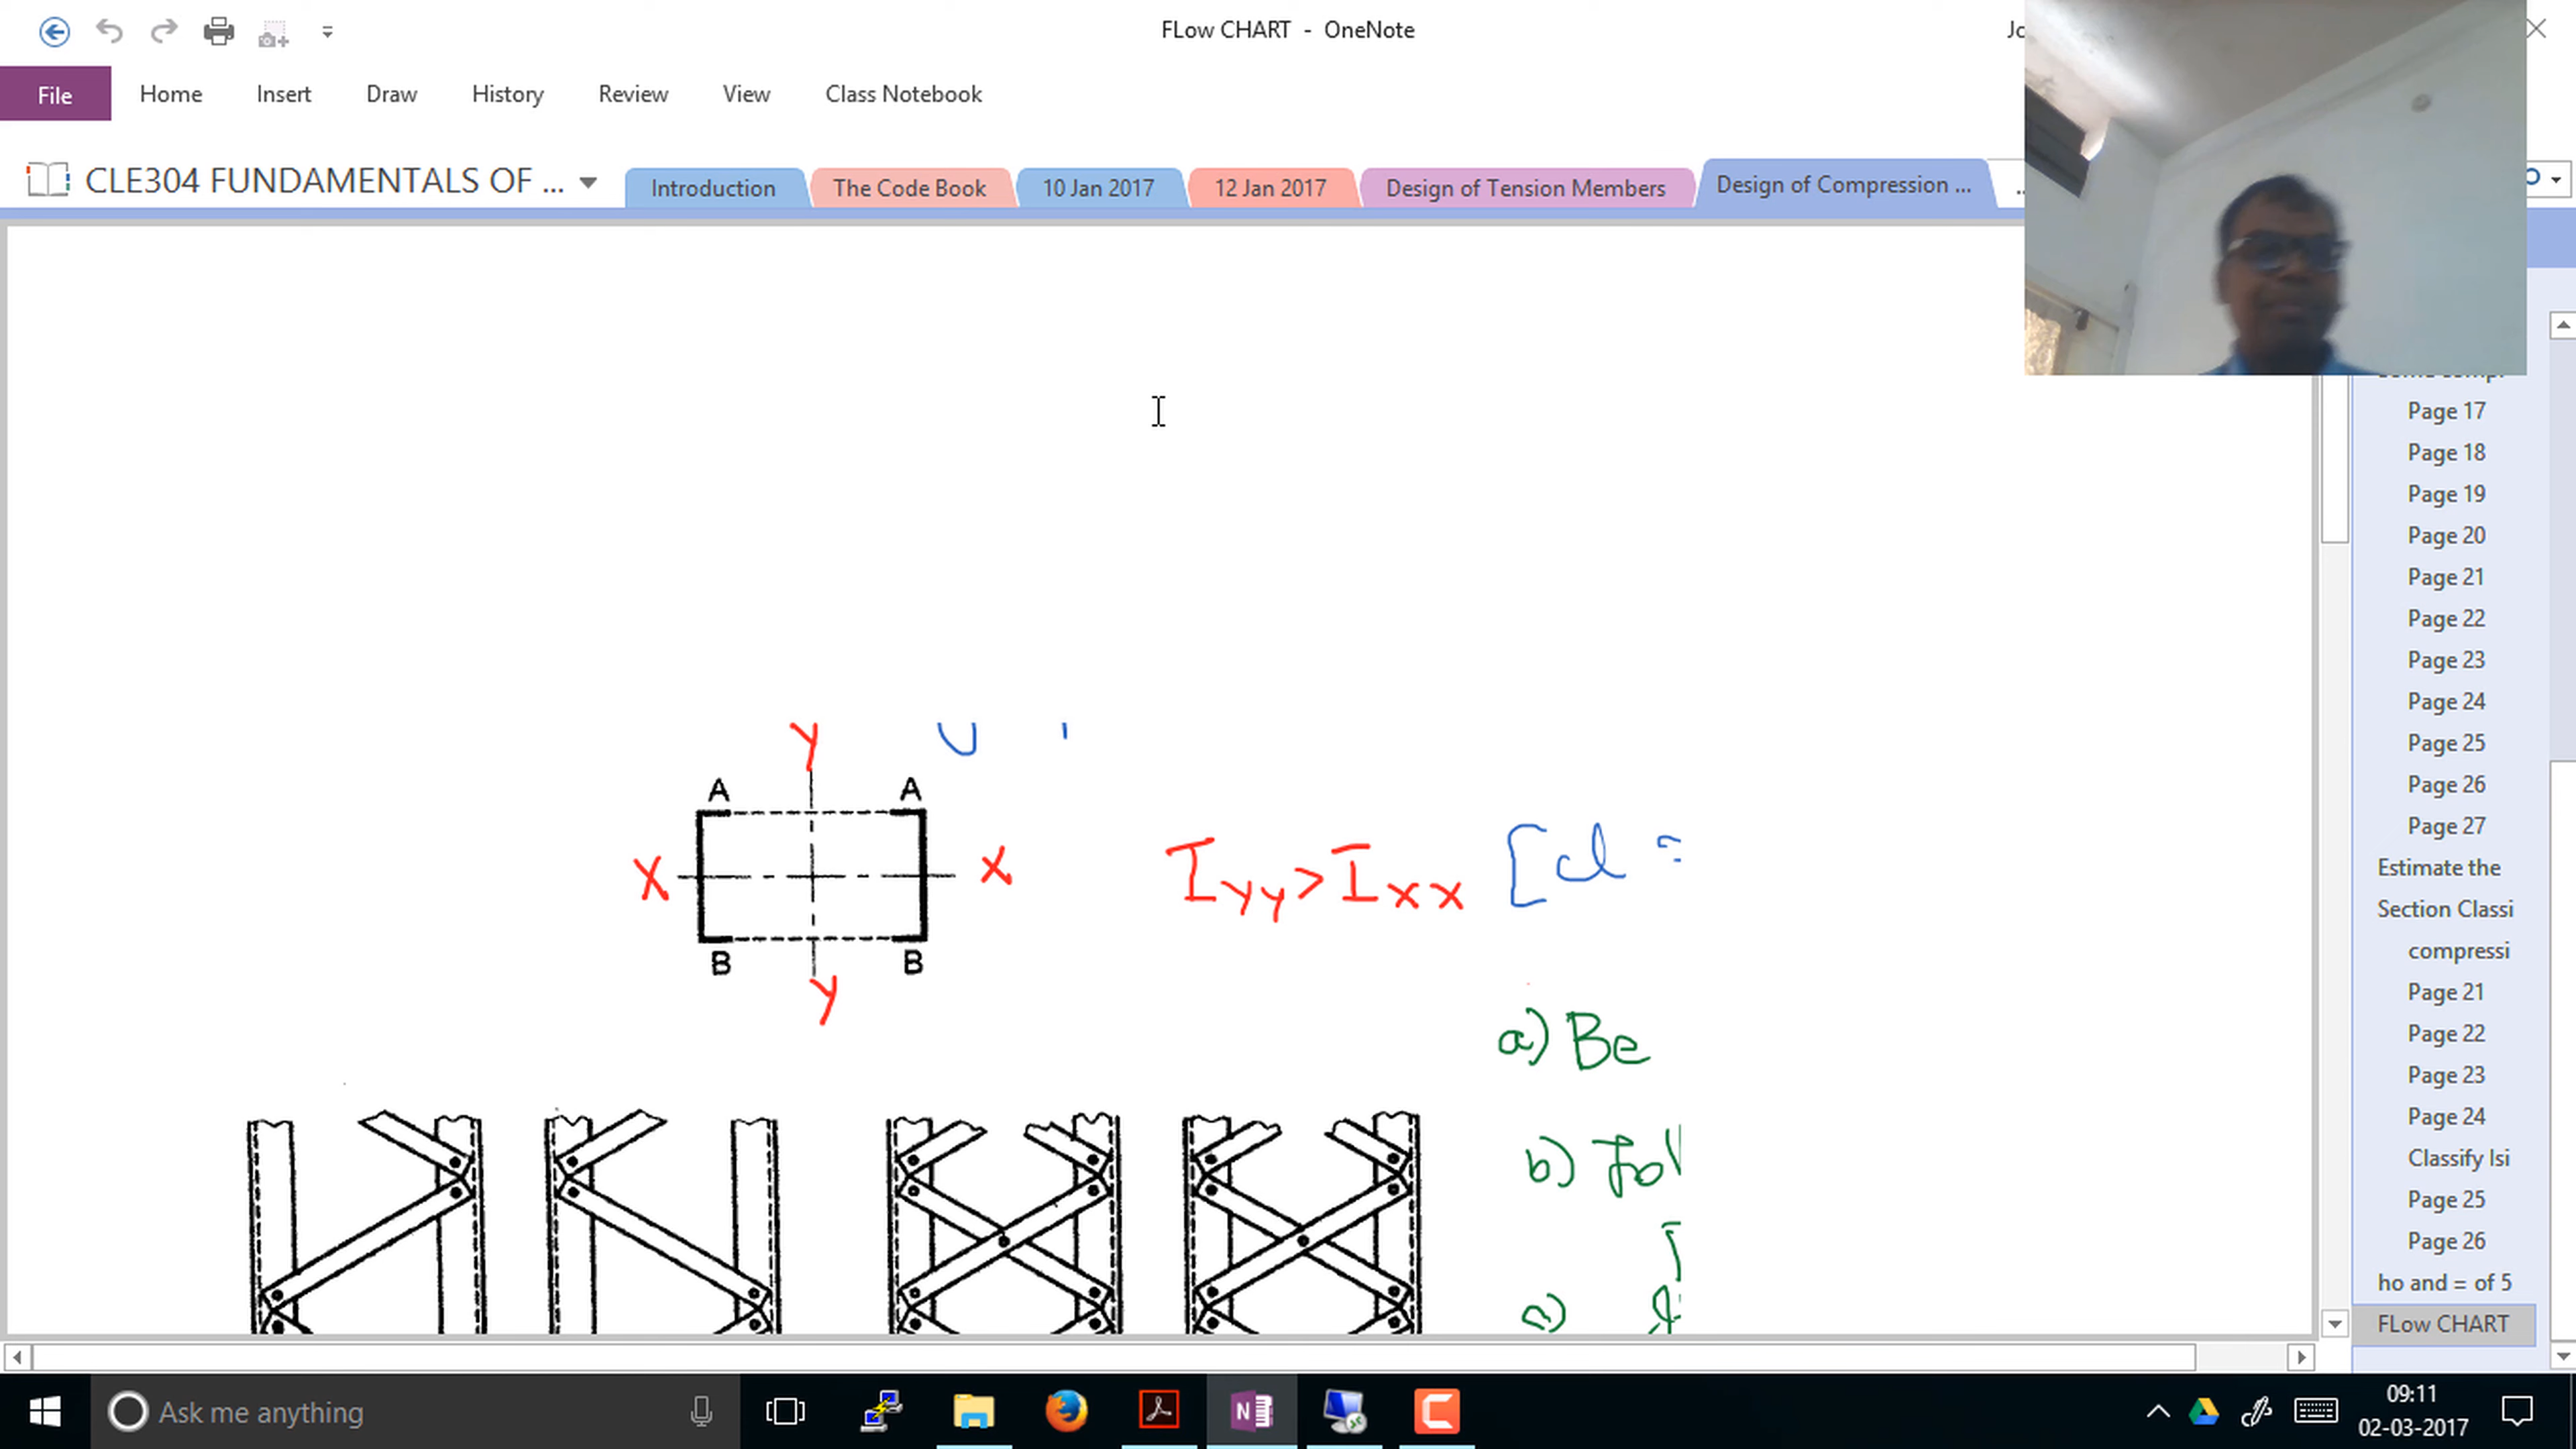 FLow CHART - OneNote
File Home Insert Draw History Review View Class Notebook
CLE304 FUNDAMENTALS OF ... Introduction The Code Book 10 Jan 2017 12 Jan 2017 Design of Tension Members Design of Compression ... ...
Page 17
Page 18
Page 19
Page 20
Page 21
Page 22
Page 23
Page 24
Page 25
Page 26
Page 27
Estimate the
Section Classi
compressi
Page 21
Page 22
Page 23
Page 24
Classify Isi
Page 25
Page 26
ho and = of 5
FLow CHART
y
A A
X X
B B
y
Iyy > Ixx [cl
a) Be
b)
a)
Ask me anything
09:11
02-03-2017